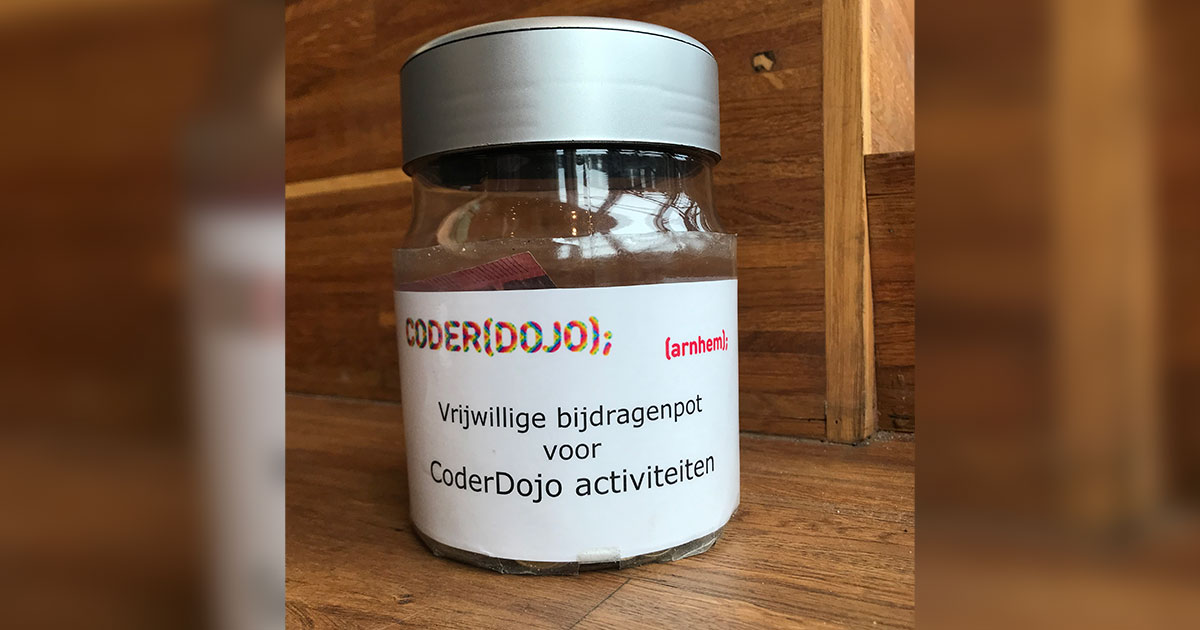 CODER(DOJO);
(arnhem);
Vrijwillige bijdragenpot
voor
CoderDojo activiteiten